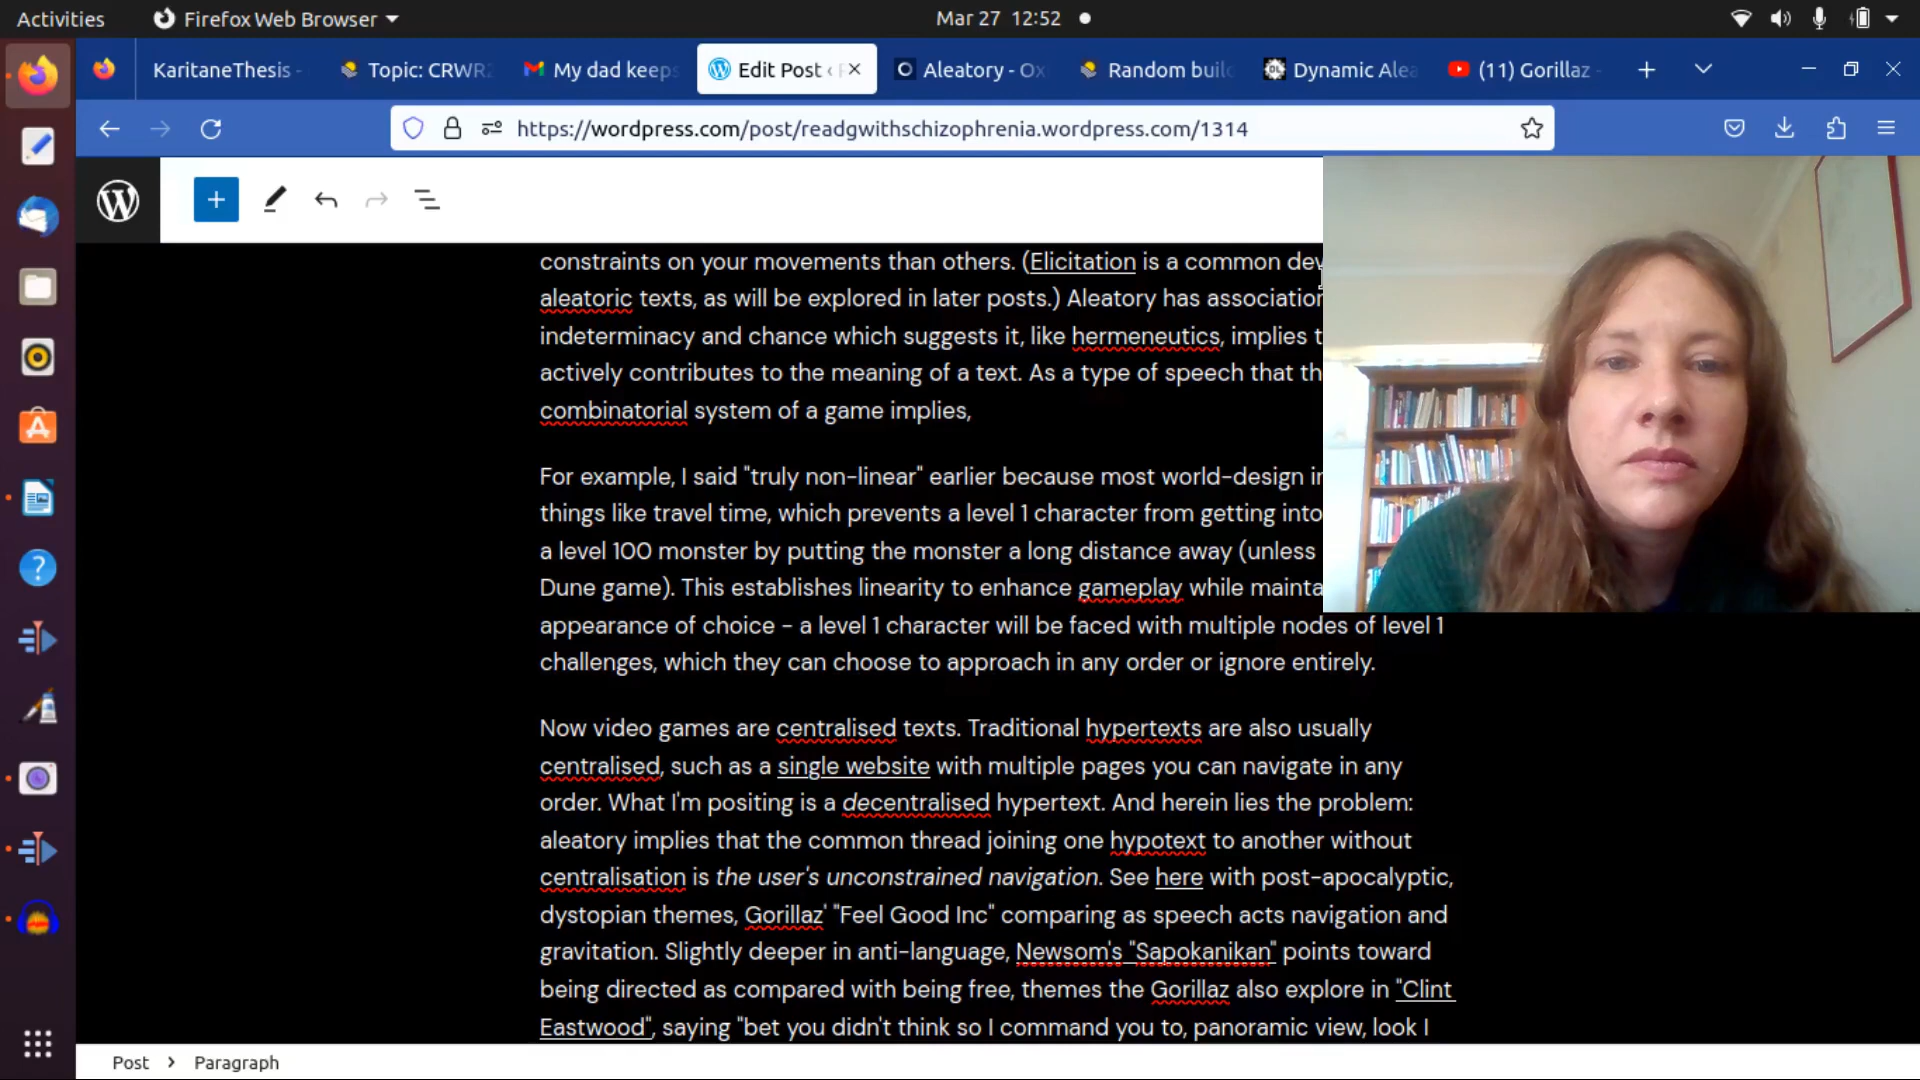 Activities
Firefox Web Browser
Mar 27 12:52
KaritaneThesis -
Topic: CRWR
My dad keeps
Edit Post
Aleatory - Ox
Random buil
Dynamic Alea
(11) Gorillaz -
https://wordpress.com/post/readgwithschizophrenia.wordpress.com/1314
constraints on your movements than others. (Elicitation is a common dev
aleatoric texts, as will be explored in later posts.) Aleatory has association
indeterminacy and chance which suggests it, like hermeneutics, implies t
actively contributes to the meaning of a text. As a type of speech that th
combinatorial system of a game implies,
For example, I said "truly non-linear" earlier because most world-design in
things like travel time, which prevents a level 1 character from getting into
a level 100 monster by putting the monster a long distance away (unless
Dune game). This establishes linearity to enhance gameplay while mainta
appearance of choice - a level 1 character will be faced with multiple nodes of level 1
challenges, which they can choose to approach in any order or ignore entirely.
Now video games are centralised texts. Traditional hypertexts are also usually
centralised, such as a single website with multiple pages you can navigate in any
order. What I'm positing is a decentralised hypertext. And herein lies the problem:
aleatory implies that the common thread joining one hypotext to another without
centralisation is the user's unconstrained navigation. See here with post-apocalyptic,
dystopian themes, Gorillaz' "Feel Good Inc" comparing as speech acts navigation and
gravitation. Slightly deeper in anti-language, Newsom's "Sapokanikan" points toward
being directed as compared with being free, themes the Gorillaz also explore in "Clint
Eastwood", saying "bet you didn't think so I command you to, panoramic view, look I
Post > Paragraph